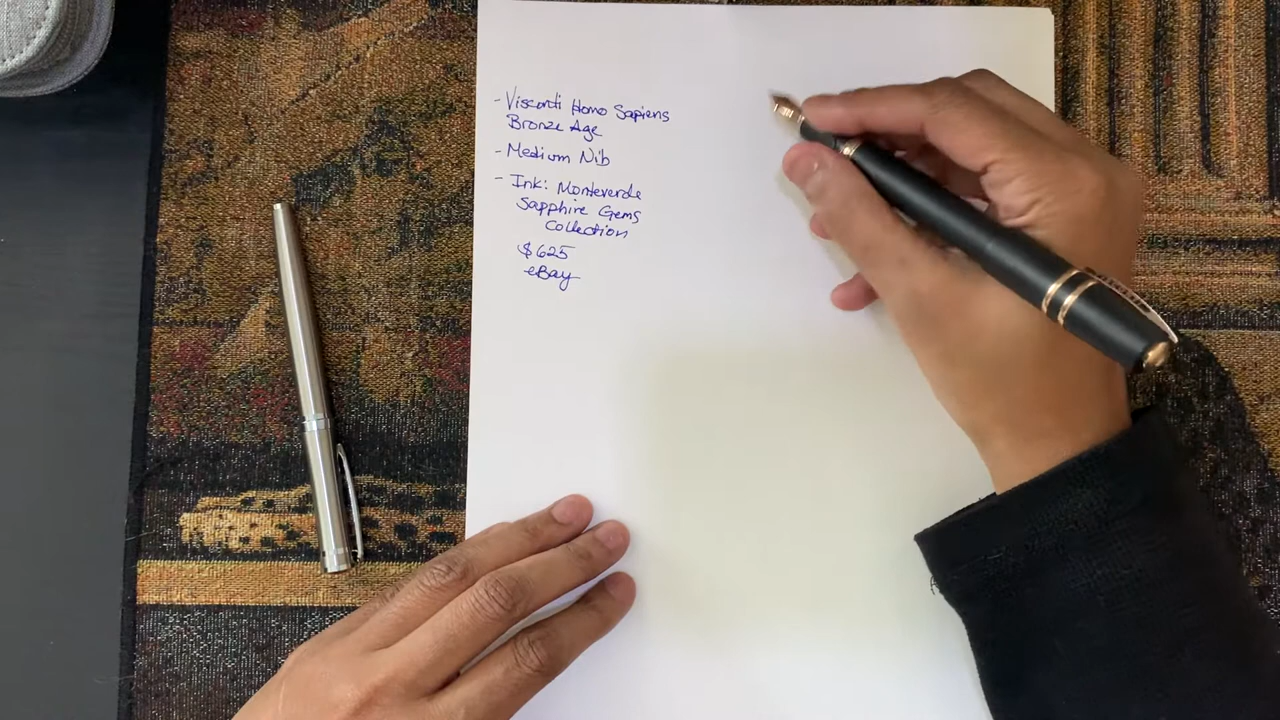 - Visconti Homo Sapiens
Bronze Age
- Medium Nib
- Ink: Monteverde
Sapphire Gems
Collection
$625
eBay